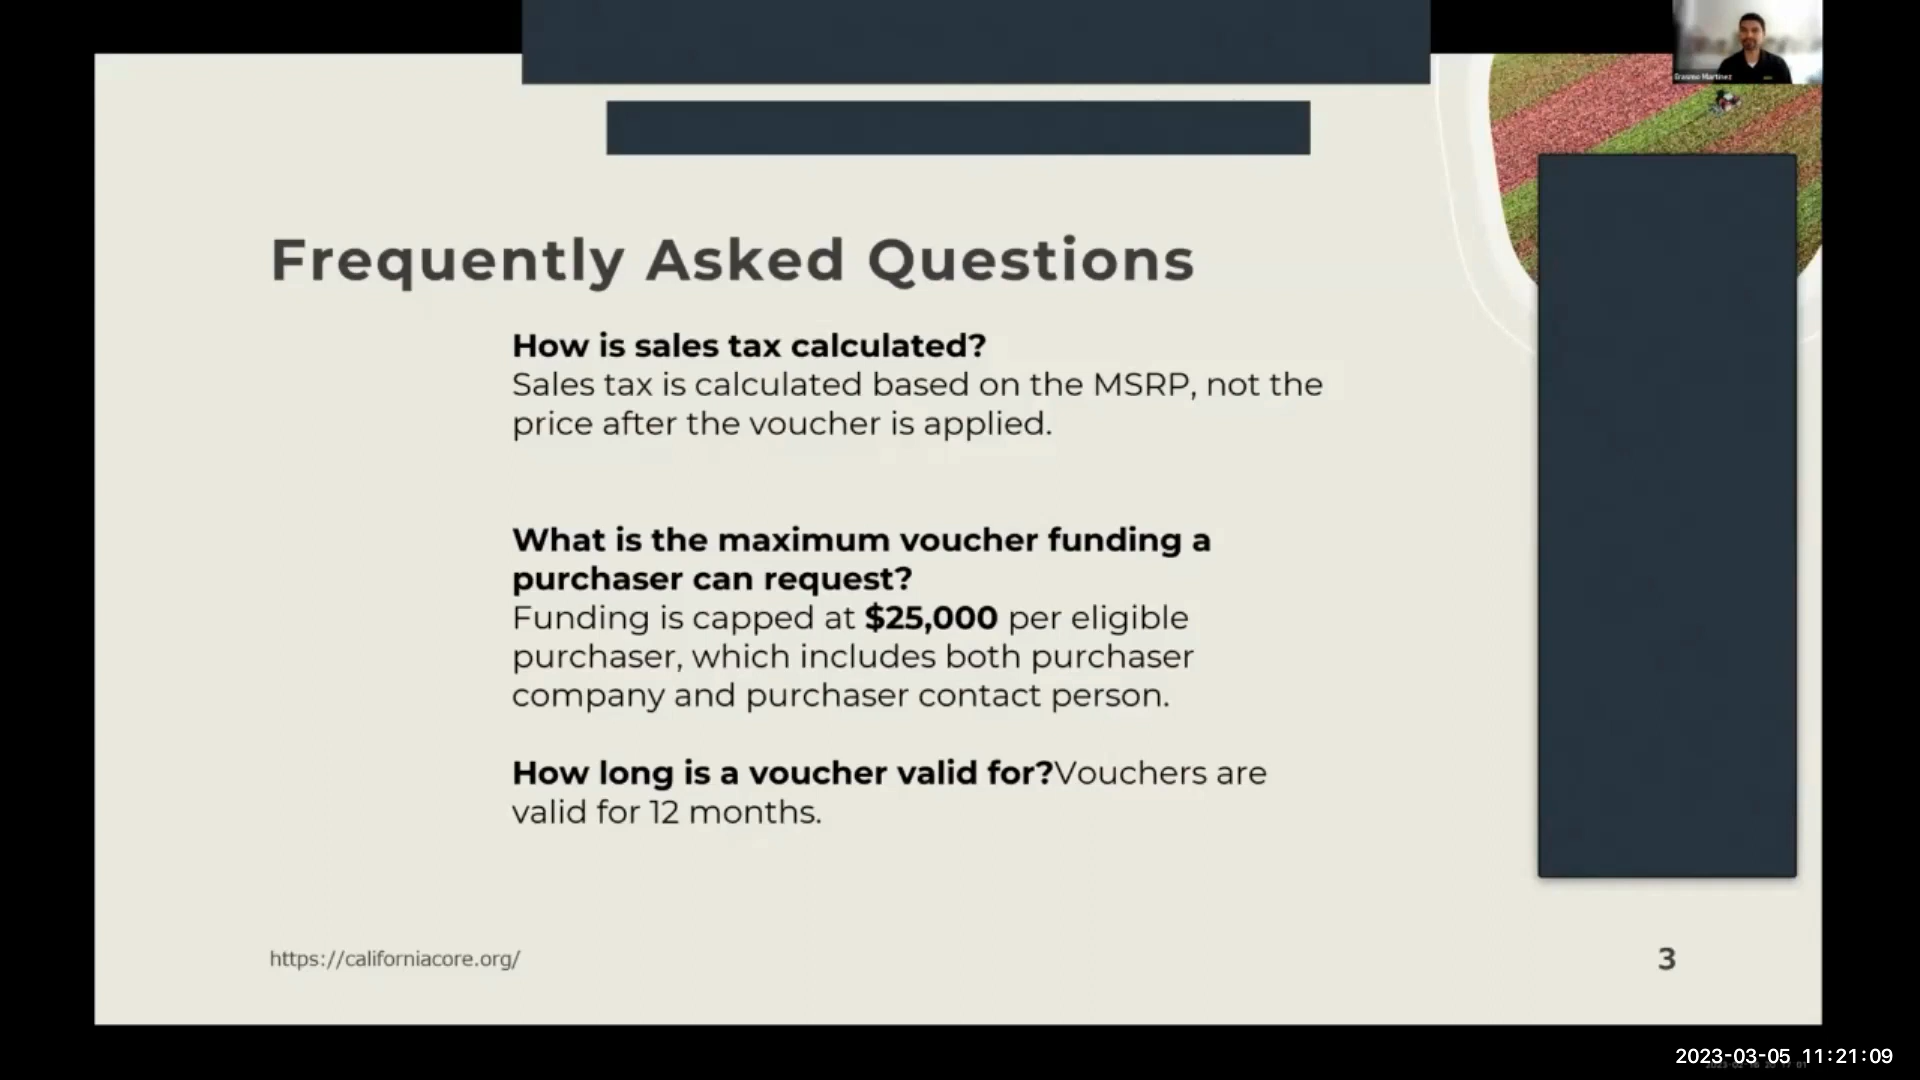 Erasmo Martinez
Frequently Asked Questions
How is sales tax calculated?
Sales tax is calculated based on the MSRP, not the
price after the voucher is applied.
What is the maximum voucher funding a
purchaser can request?
Funding is capped at $25,000 per eligible
purchaser, which includes both purchaser
company and purchaser contact person.
How long is a voucher valid for?Vouchers are
valid for 12 months.
https://californiacore.org/
3
2023-03-05 11:21:09